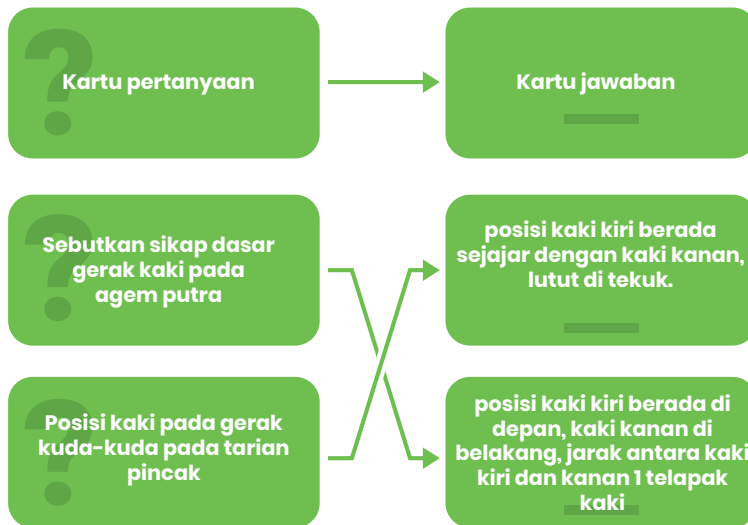 Kartu pertanyaan
Kartu jawaban
?
Sebutkan sikap dasar
gerak kaki pada
agem putra
?
posisi kaki kiri berada
sejajar dengan kaki kanan,
lutut di tekuk.
?
Posisi kaki pada gerak
kuda-kuda pada tarian
pincak
posisi kaki kiri berada di
depan, kaki kanan di
belakang, jarak antara kaki
kiri dan kanan 1 telapak
kaki
?